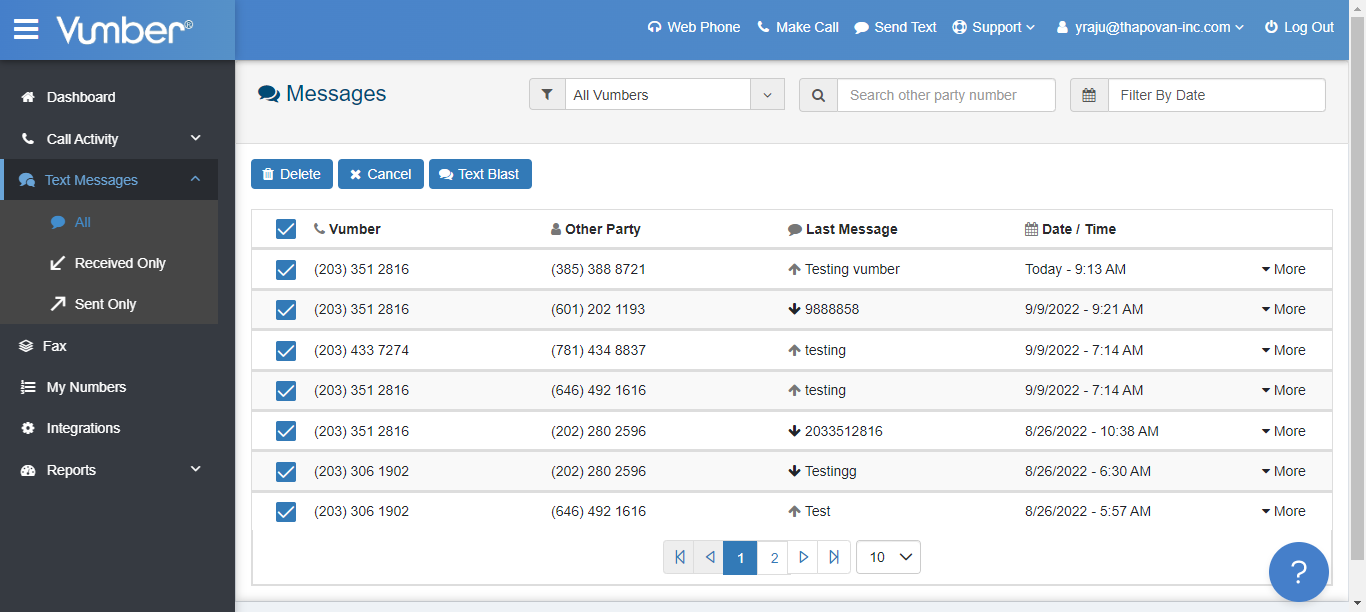 Vumber®
Web Phone Make Call Send Text Support yraju@thapovan-inc.com Log Out
Dashboard
Call Activity
Text Messages
All
Received Only
Sent Only
Fax
My Numbers
Integrations
Reports
Messages All Vumbers Search other party number Filter By Date
Delete Cancel Text Blast
Vumber Other Party Last Message Date / Time
(203) 351 2816 (385) 388 8721 Testing vumber Today - 9:13 AM More
(203) 351 2816 (601) 202 1193 9888858 9/9/2022 - 9:21 AM More
(203) 433 7274 (781) 434 8837 testing 9/9/2022 - 7:14 AM More
(203) 351 2816 (646) 492 1616 testing 9/9/2022 - 7:14 AM More
(203) 351 2816 (202) 280 2596 2033512816 8/26/2022 - 10:38 AM More
(203) 306 1902 (202) 280 2596 Testingg 8/26/2022 - 6:30 AM More
(203) 306 1902 (646) 492 1616 Test 8/26/2022 - 5:57 AM More
1 2 10
?